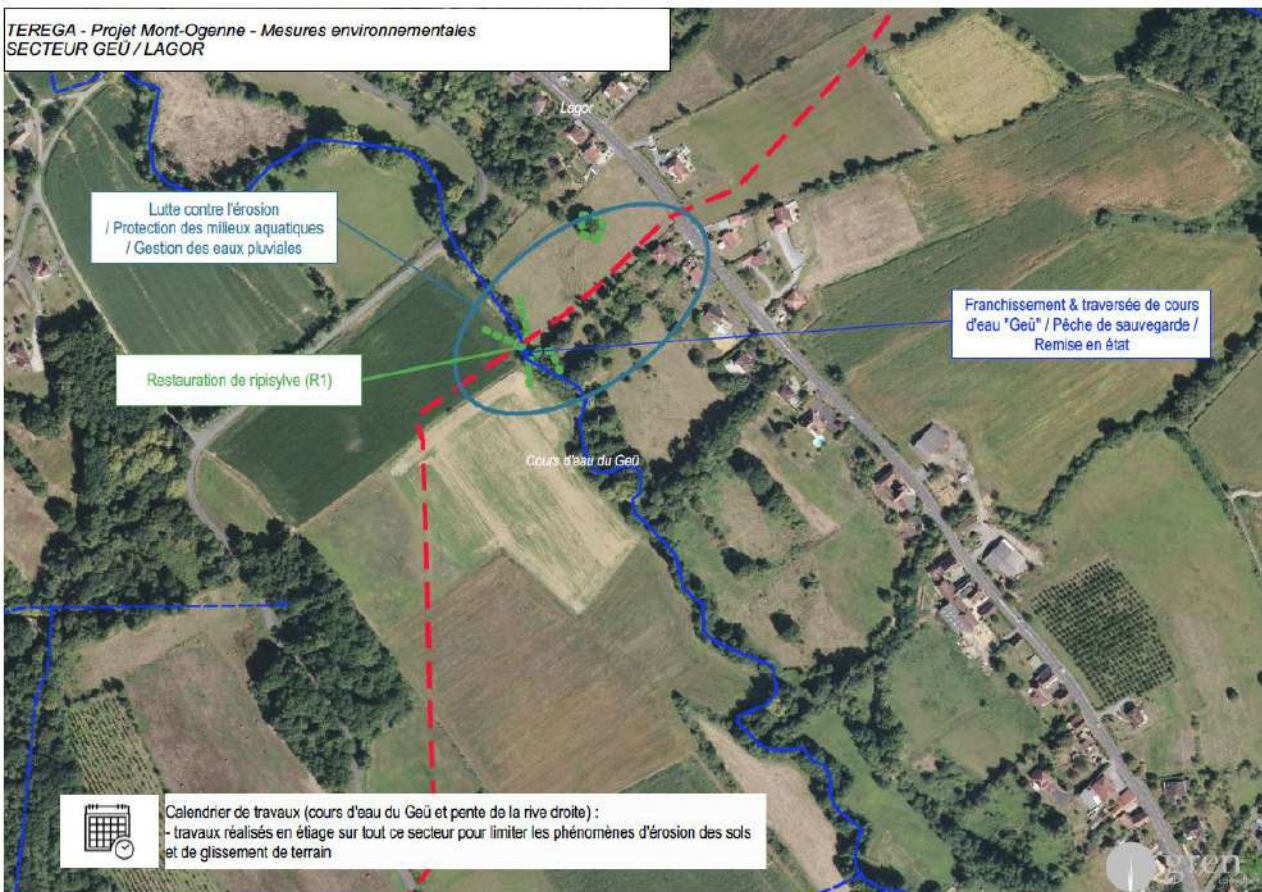 TEREGA - Projet Mont-Ogenne - Mesures environnementales
SECTEUR GEÜ / LAGOR
Lagor
Lutte contre l'érosion
/ Protection des milieux aquatiques
/ Gestion des eaux pluviales
Franchissement & traversée de cours
d'eau "Geü" / Pêche de sauvegarde /
Remise en état
Restauration de ripisylve (R1)
Cours d'eau du Geü
Calendrier de travaux (cours d'eau du Geü et pente de la rive droite) :
- travaux réalisés en étiage sur tout ce secteur pour limiter les phénomènes d'érosion des sols
et de glissement de terrain
gren
consultant